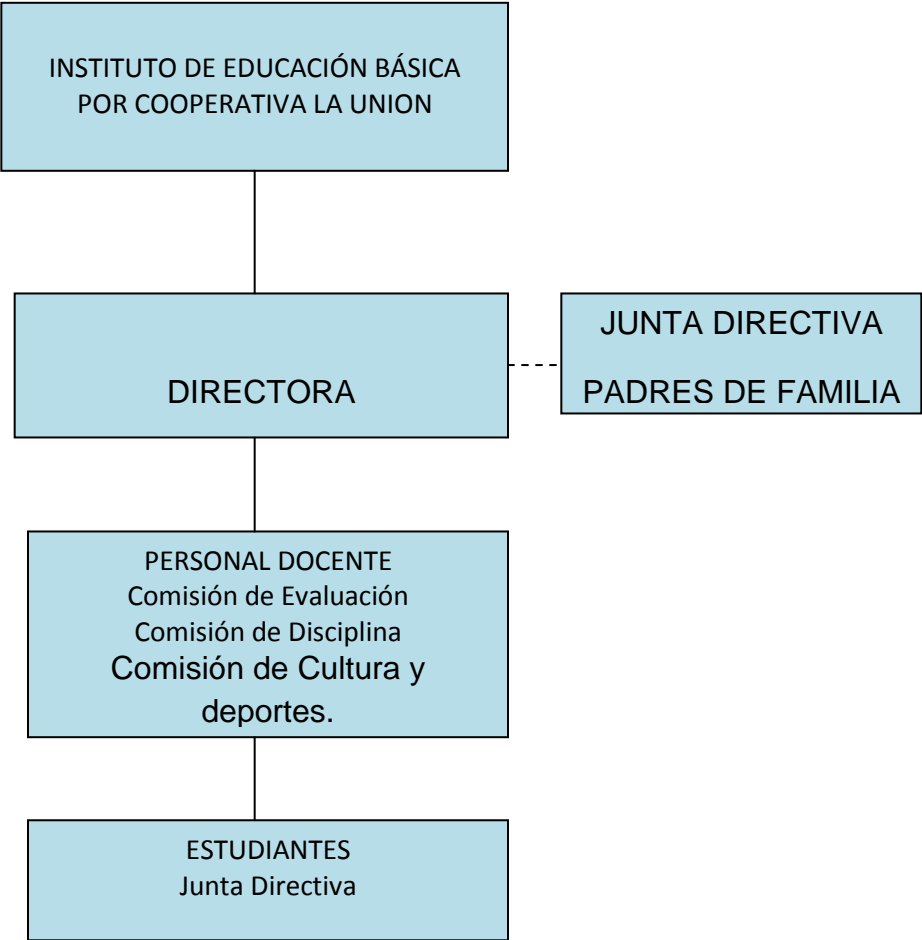 INSTITUTO DE EDUCACIÓN BÁSICA
POR COOPERATIVA LA UNION
DIRECTORA
JUNTA DIRECTIVA
PADRES DE FAMILIA
PERSONAL DOCENTE
Comisión de Evaluación
Comisión de Disciplina
Comisión de Cultura y
deportes.
ESTUDIANTES
Junta Directiva